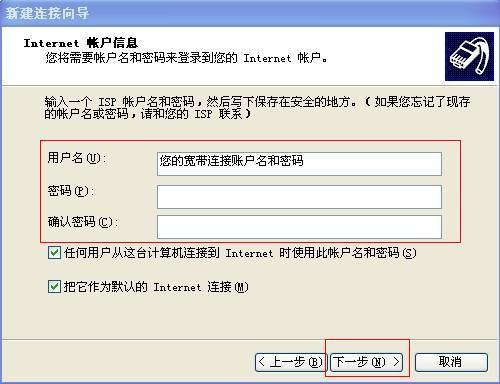 新建连接向导
Internet 帐户信息
您将需要帐户名和密码来登录到您的 Internet 帐户。
输入一个 ISP 帐户名和密码，然后写下保存在安全的地方。（如果您忘记了现存
的帐户名或密码，请和您的 ISP 联系）
用户名(U): 您的宽带连接账户名和密码
密码(P):
确认密码(C):
任何用户从这台计算机连接到 Internet 时使用此帐户名和密码(S)
把它作为默认的 Internet 连接(M)
<上一步(B) 下一步(N)> 取消